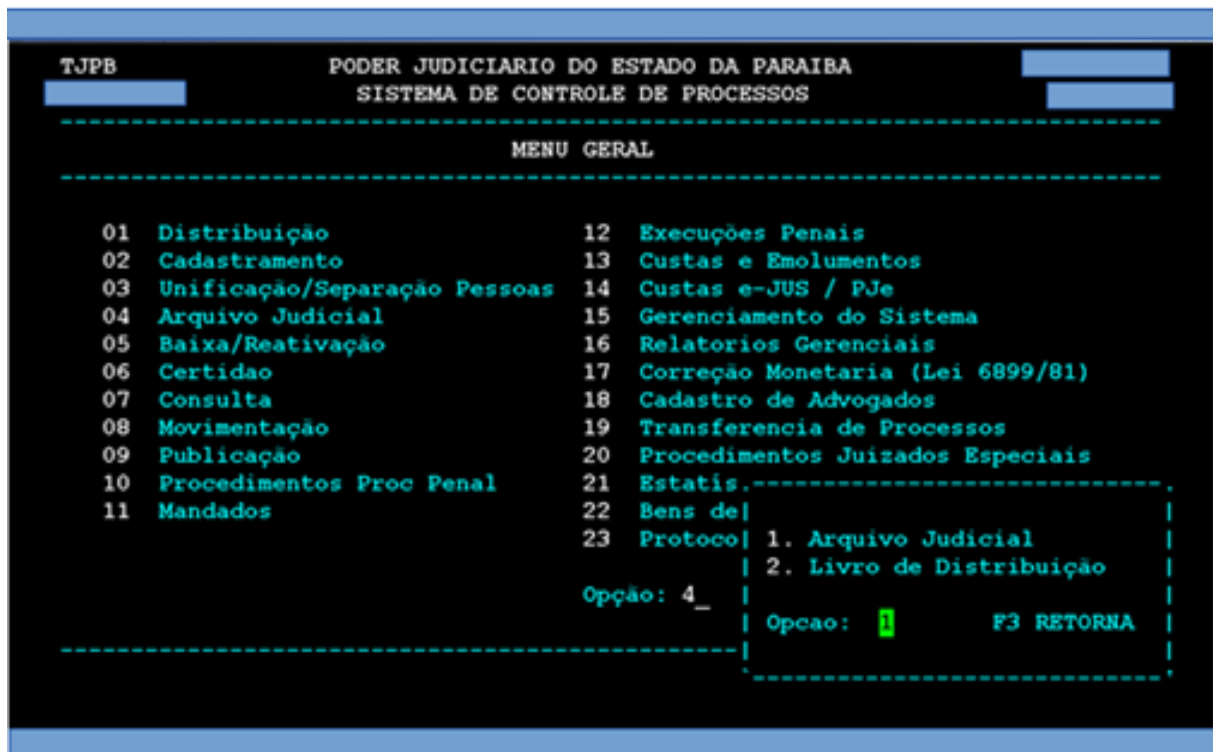 TJPB PODER JUDICIARIO DO ESTADO DA PARAIBA
SISTEMA DE CONTROLE DE PROCESSOS
MENU GERAL
01 Distribuição 12 Execuções Penais
02 Cadastramento 13 Custas e Emolumentos
03 Unificação/Separação Pessoas 14 Custas e-JUS / PJe
04 Arquivo Judicial 15 Gerenciamento do Sistema
05 Baixa/Reativação 16 Relatorios Gerenciais
06 Certidao 17 Correção Monetaria (Lei 6899/81)
07 Consulta 18 Cadastro de Advogados
08 Movimentação 19 Transferencia de Processos
09 Publicação 20 Procedimentos Juizados Especiais
10 Procedimentos Proc Penal 21 Estatis
11 Mandados 22 Bens de
23 Protoco
1. Arquivo Judicial
2. Livro de Distribuição
Opção: 4_
Opcao: 1 F3 RETORNA